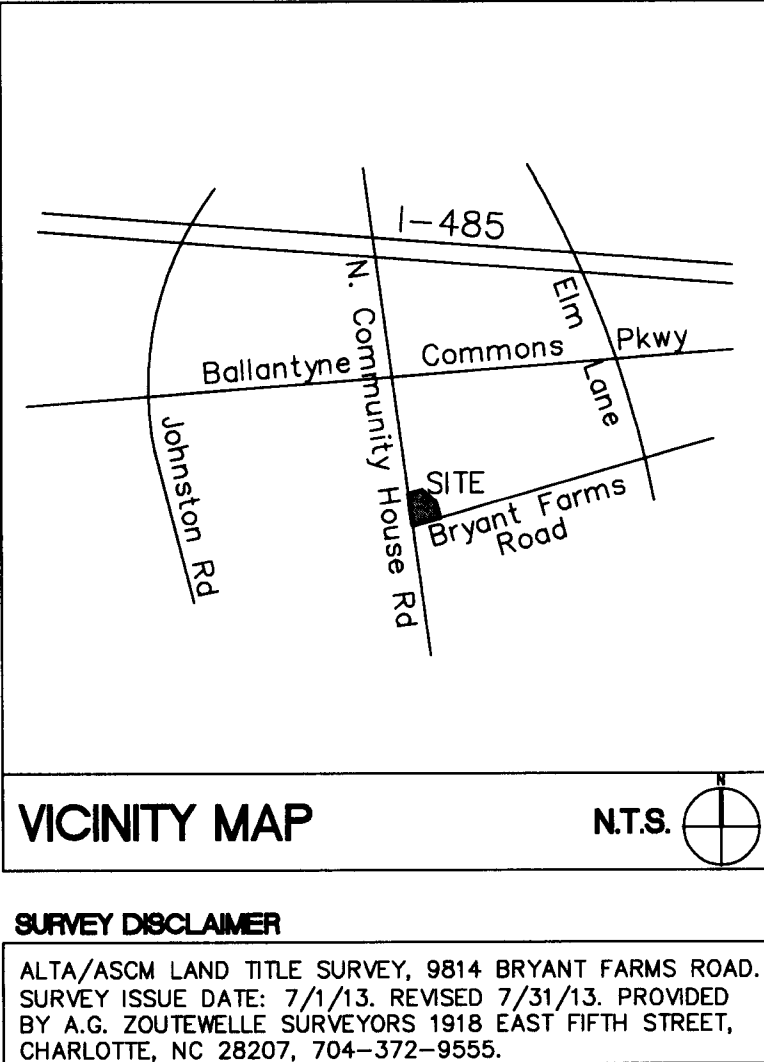 I-485
N. Community House Rd
Elm Lane
Ballantyne Commons Pkwy
Johnston Rd
SITE
Bryant Farms
Road
VICINITY MAP
N.T.S.
N
SURVEY DISCLAIMER
ALTA/ASCM LAND TITLE SURVEY, 9814 BRYANT FARMS ROAD.
SURVEY ISSUE DATE: 7/1/13. REVISED 7/31/13. PROVIDED
BY A.G. ZOUTEWELLE SURVEYORS 1918 EAST FIFTH STREET,
CHARLOTTE, NC 28207, 704-372-9555.